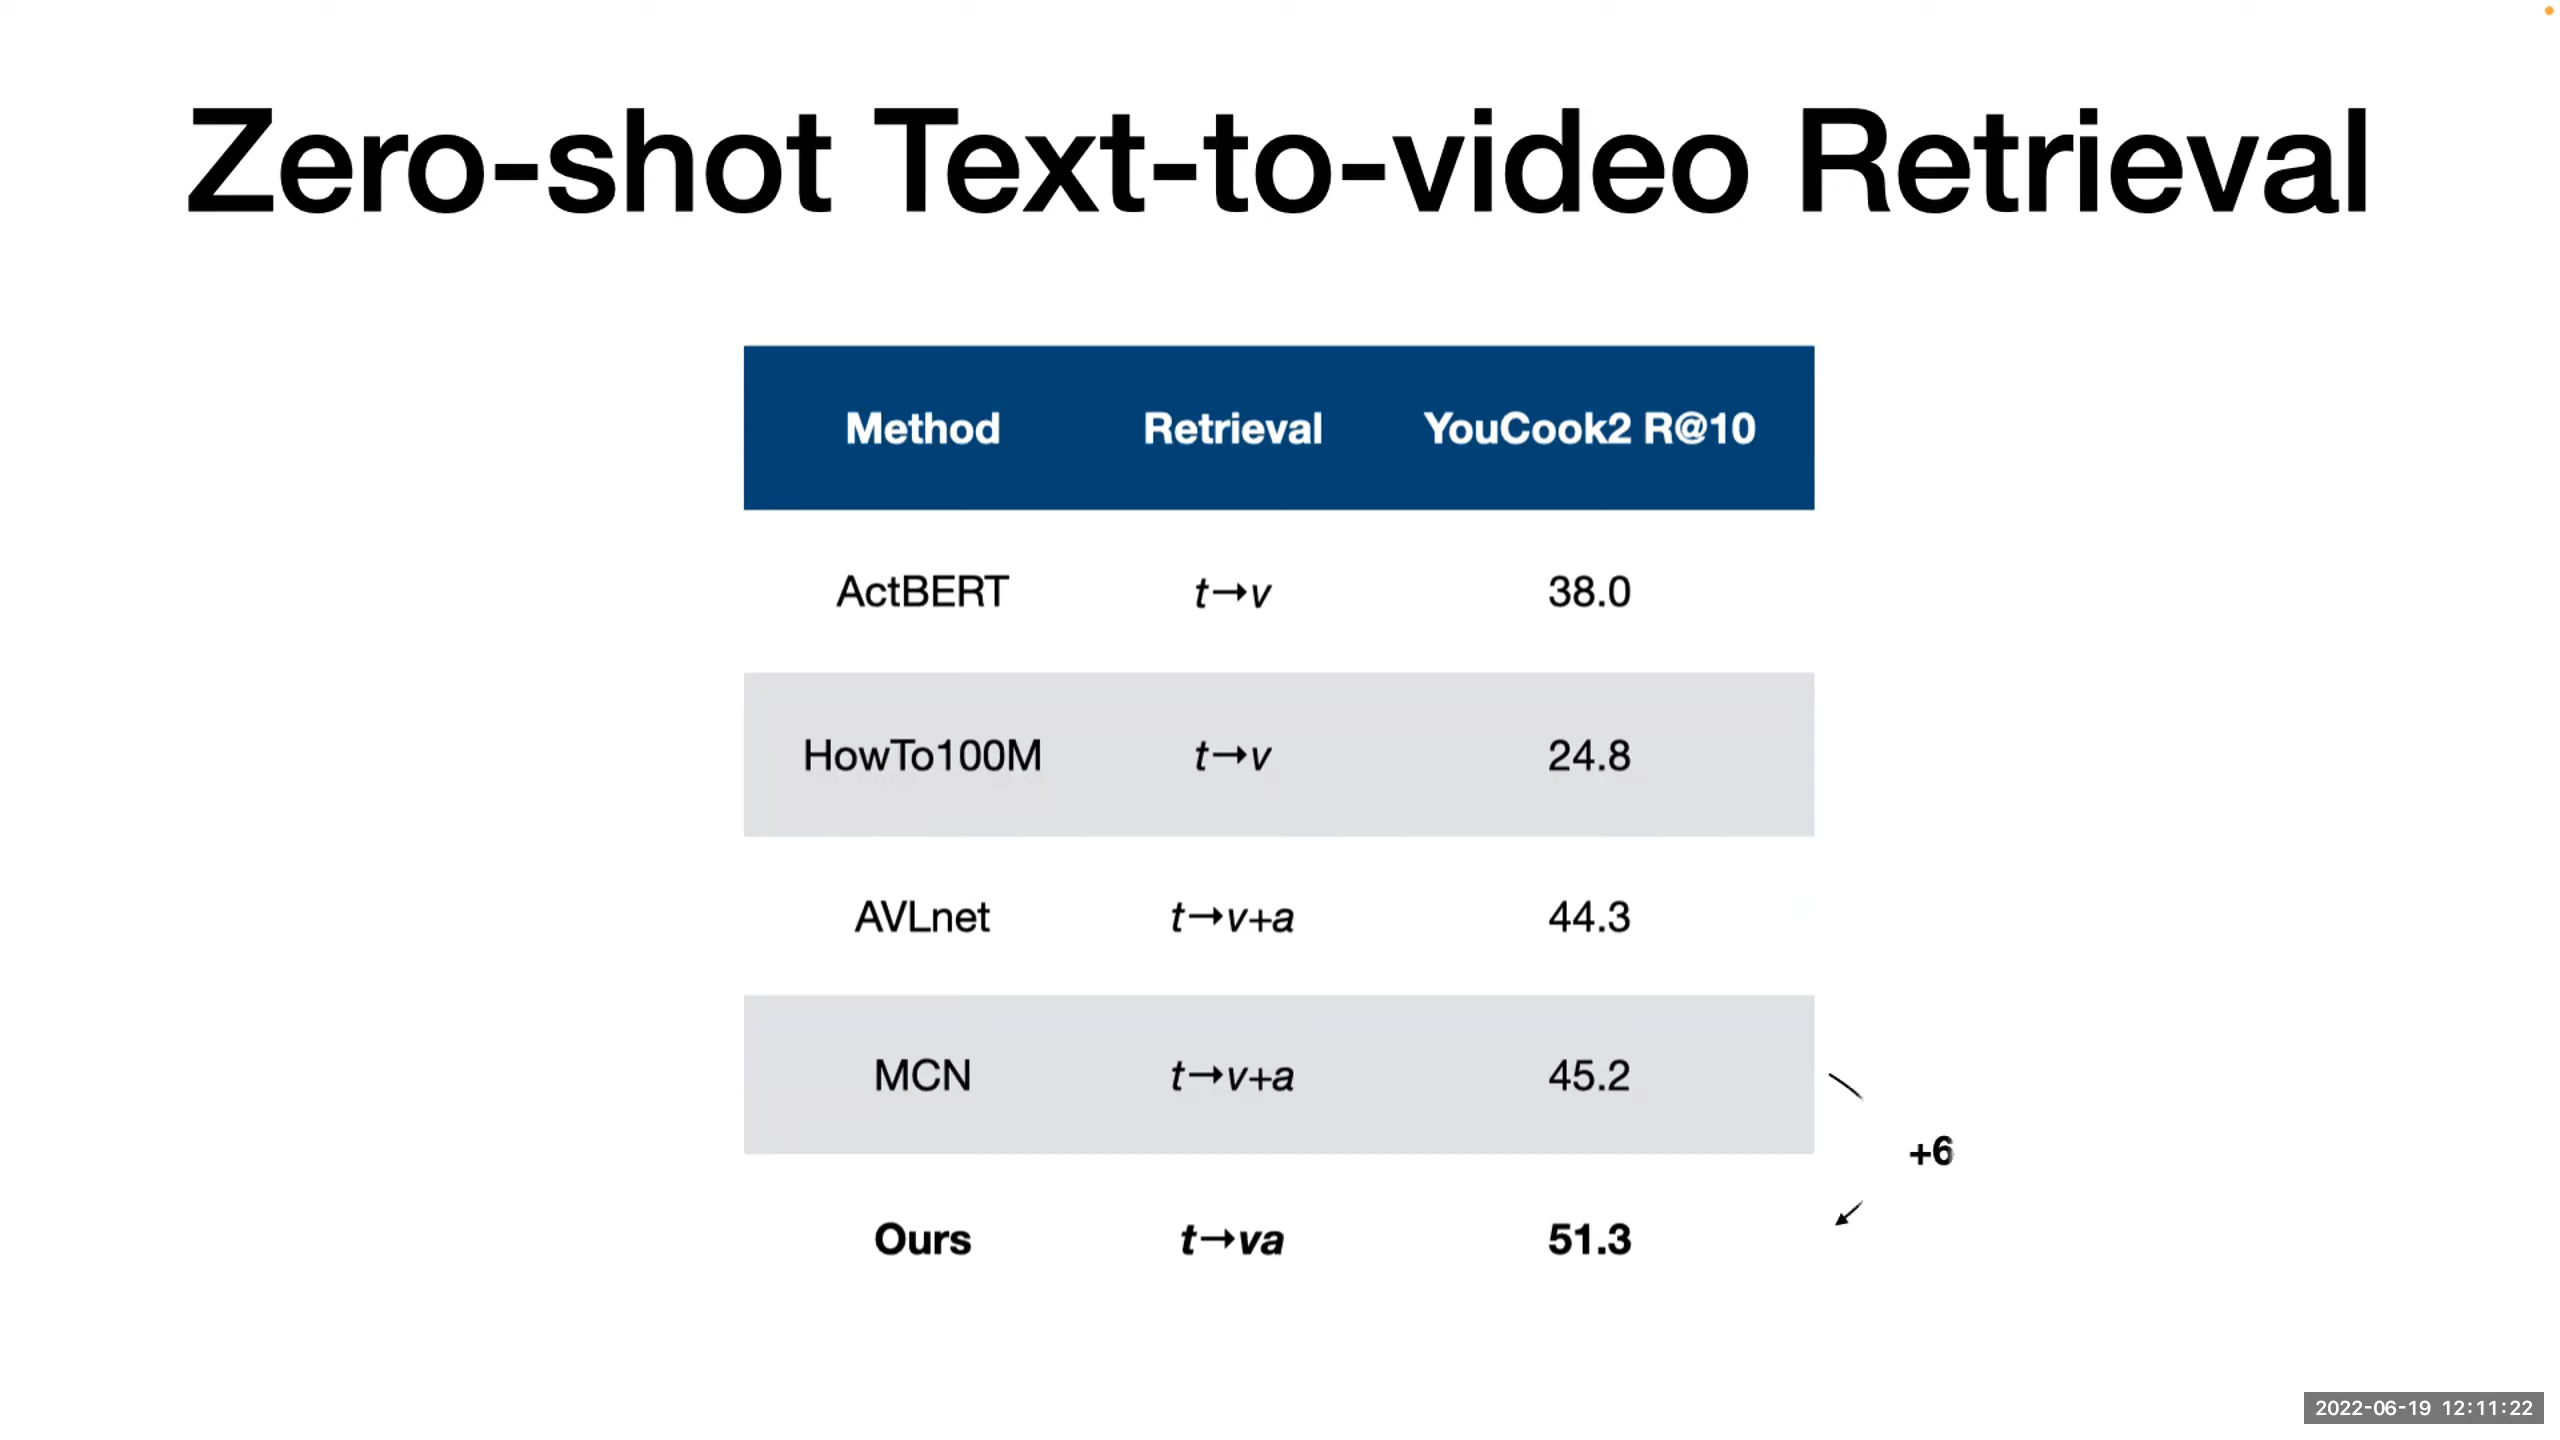 Zero-shot Text-to-video Retrieval
Method Retrieval YouCook2 R@10
ActBERT t→v 38.0
HowTo100M t→v 24.8
AVLnet t→v+a 44.3
MCN t→v+a 45.2
+6
Ours t→va 51.3
2022-06-19 12:11:22